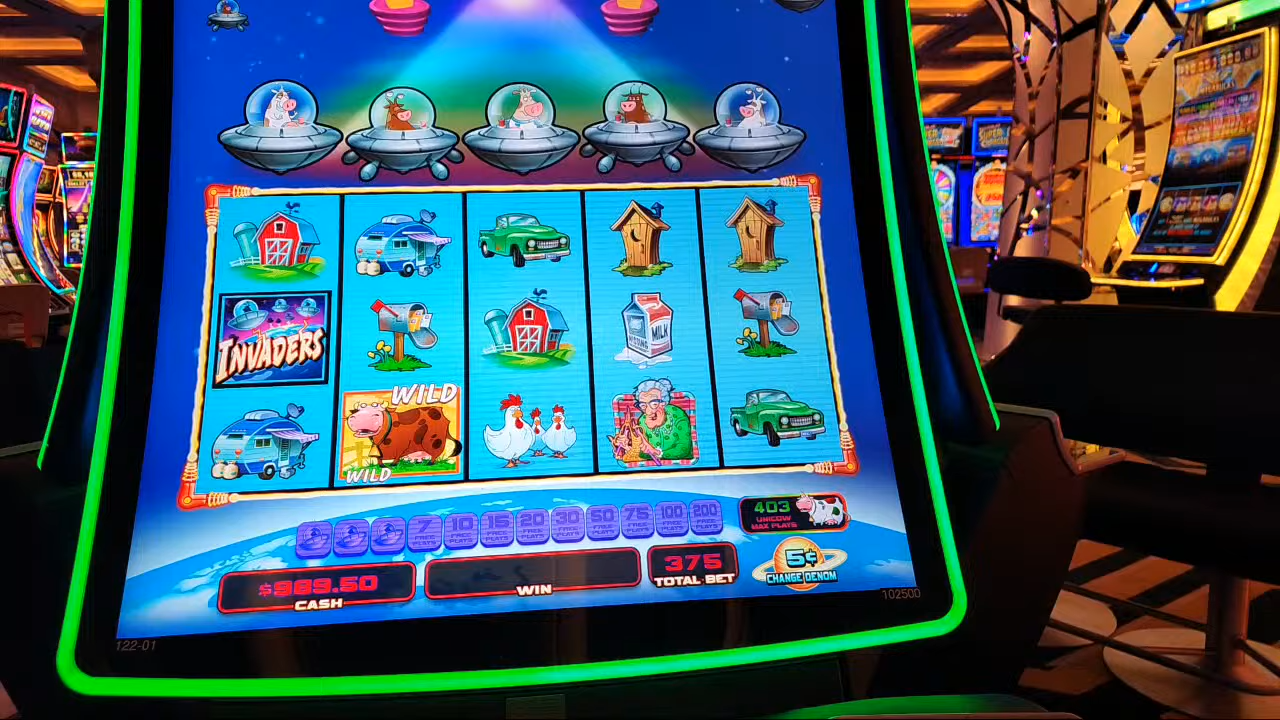 INVADERS
MISSING
MILK
WILD
WILD
7 FREE PLAYS
10 FREE PLAYS
15 FREE PLAYS
20 FREE PLAYS
30 FREE PLAYS
50 FREE PLAYS
75 FREE PLAYS
100 FREE PLAYS
200 FREE PLAYS
403
UNICOW
MAX PLAYS
$989.50
CASH
WIN
375
TOTAL BET
5¢
CHANGE DENOM
122-01
102500